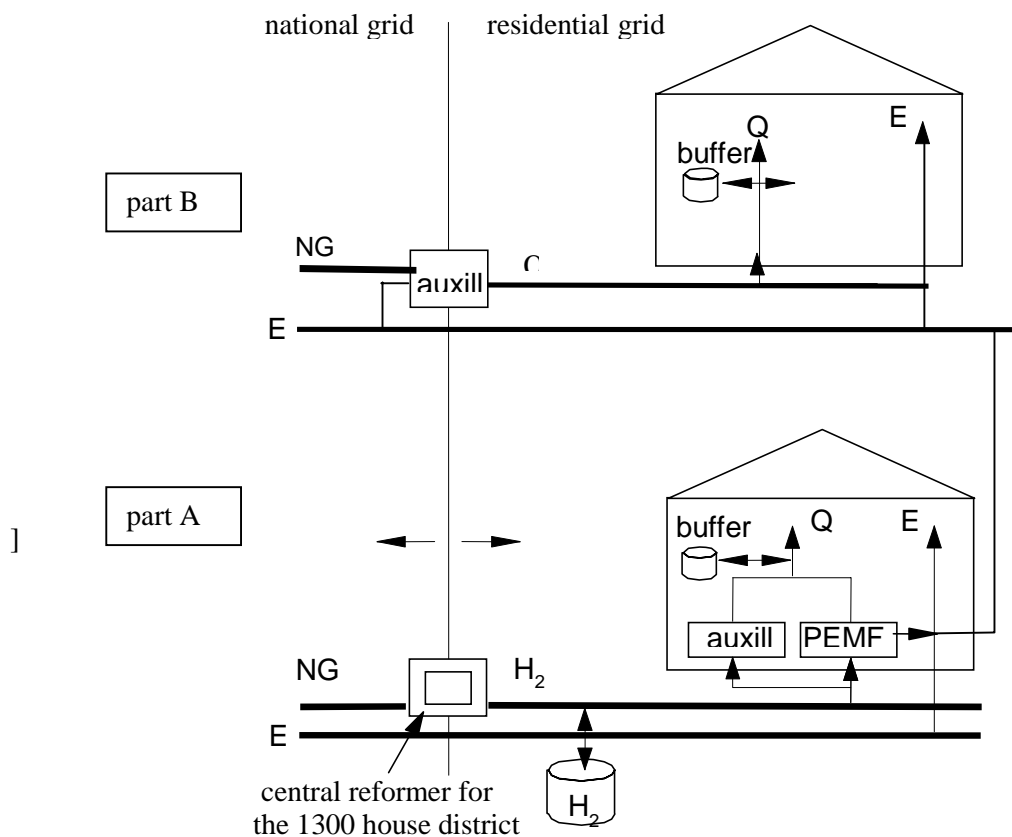 national grid
residential grid
Q
E
buffer
part B
NG
auxill
E
part A
]
buffer
Q
E
auxill
PEMF
NG
H2
E
central reformer for
the 1300 house district
H2